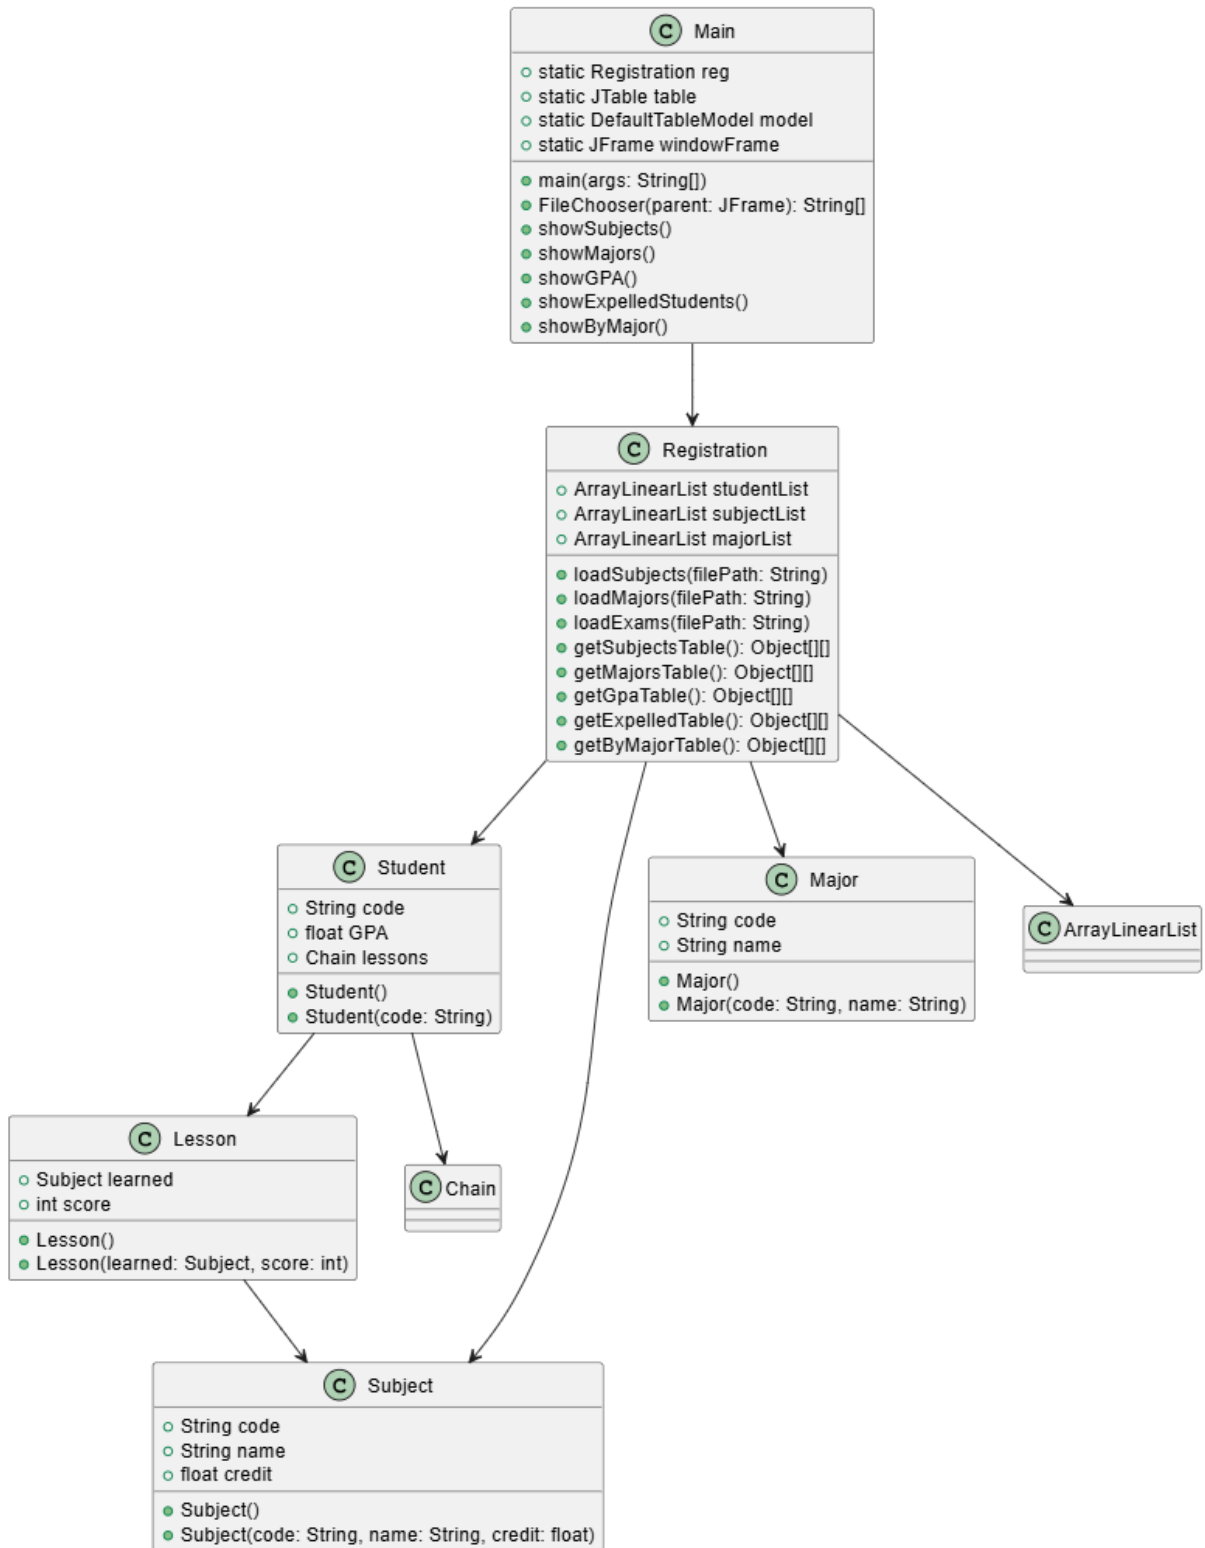 C Main
static Registration reg
static JTable table
static DefaultTableModel model
static JFrame windowFrame
main(args: String[])
FileChooser(parent: JFrame): String[]
showSubjects()
showMajors()
showGPA()
showExpelledStudents()
showByMajor()
C Registration
ArrayLinearList studentList
ArrayLinearList subjectList
ArrayLinearList majorList
loadSubjects(filePath: String)
loadMajors(filePath: String)
loadExams(filePath: String)
getSubjectsTable(): Object[][]
getMajorsTable(): Object[][]
getGpaTable(): Object[][]
getExpelledTable(): Object[][]
getByMajorTable(): Object[][]
C Student
String code
float GPA
Chain lessons
Student()
Student(code: String)
C Major
String code
String name
Major()
Major(code: String, name: String)
C ArrayLinearList
C Lesson
Subject learned
int score
Lesson()
Lesson(learned: Subject, score: int)
C Chain
C Subject
String code
String name
float credit
Subject()
Subject(code: String, name: String, credit: float)